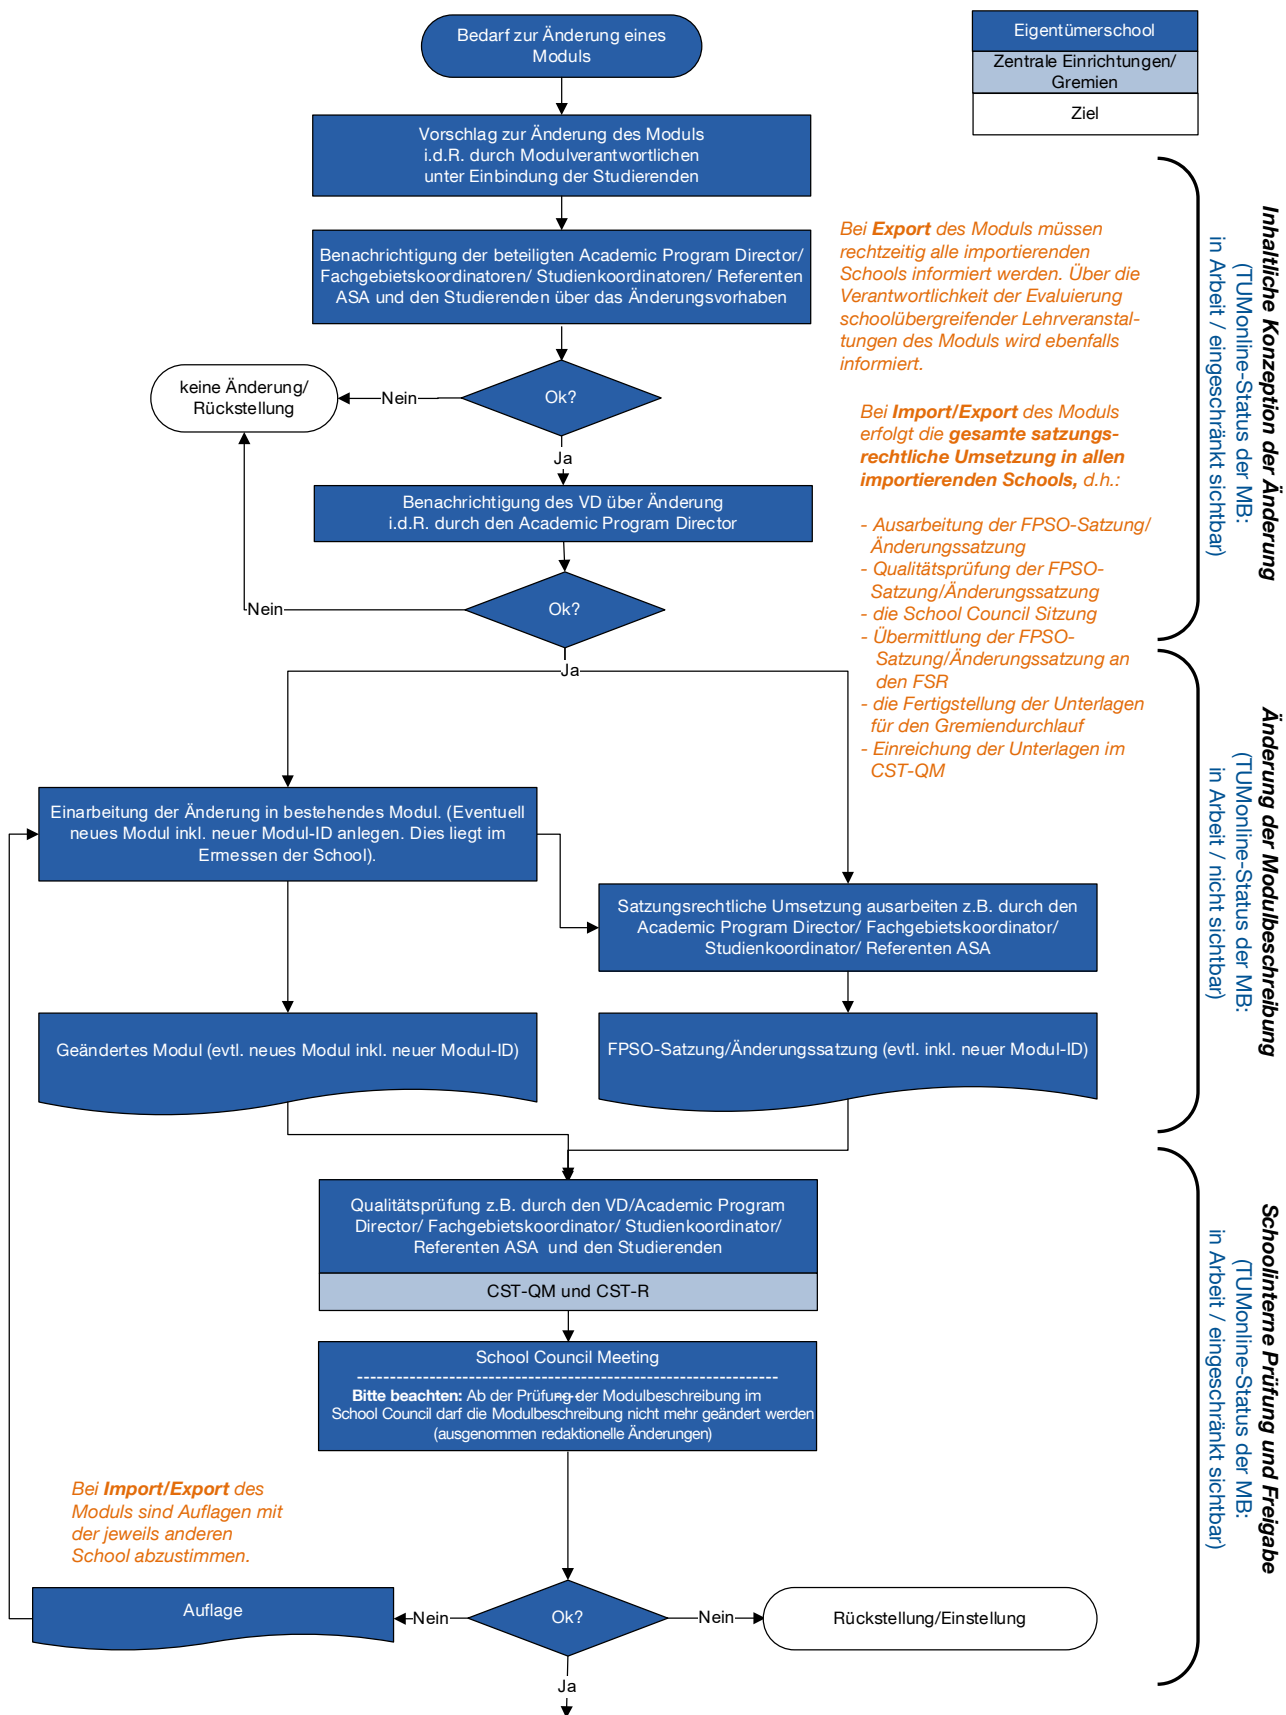 Bedarf zur Änderung eines
Moduls
Eigentümerschool
Zentrale Einrichtungen/
Gremien
Ziel
Vorschlag zur Änderung des Moduls
i.d.R. durch Modulverantwortlichen
unter Einbindung der Studierenden
Benachrichtigung der beteiligten Academic Program Director/
Fachgebietskoordinatoren/ Studienkoordinatoren/ Referenten
ASA und den Studierenden über das Änderungsvorhaben
Bei Export des Moduls müssen
rechtzeitig alle importierenden
Schools informiert werden. Über die
Verantwortlichkeit der Evaluierung
schoolübergreifender Lehrveranstal-
tungen des Moduls wird ebenfalls
informiert.
Inhaltliche Konzeption der Änderung
(TUMonline-Status der MB:
in Arbeit / eingeschränkt sichtbar)
keine Änderung/
Rückstellung
Nein
Ok?
Ja
Bei Import/Export des Moduls
erfolgt die gesamte satzungs-
rechtliche Umsetzung in allen
importierenden Schools, d.h.:
- Ausarbeitung der FPSO-Satzung/
Änderungssatzung
- Qualitätsprüfung der FPSO-
Satzung/Änderungssatzung
- die School Council Sitzung
- Übermittlung der FPSO-
Satzung/Änderungssatzung an
den FSR
- die Fertigstellung der Unterlagen
für den Gremiendurchlauf
- Einreichung der Unterlagen im
CST-QM
Benachrichtigung des VD über Änderung
i.d.R. durch den Academic Program Director
Nein
Ok?
Ja
Änderung der Modulbeschreibung
(TUMonline-Status der MB:
in Arbeit / nicht sichtbar)
Einarbeitung der Änderung in bestehendes Modul. (Eventuell
neues Modul inkl. neuer Modul-ID anlegen. Dies liegt im
Ermessen der School).
Satzungsrechtliche Umsetzung ausarbeiten z.B. durch den
Academic Program Director/ Fachgebietskoordinator/
Studienkoordinator/ Referenten ASA
Geändertes Modul (evtl. neues Modul inkl. neuer Modul-ID)
FPSO-Satzung/Änderungssatzung (evtl. inkl. neuer Modul-ID)
Schoolinterne Prüfung und Freigabe
(TUMonline-Status der MB:
in Arbeit / eingeschränkt sichtbar)
Qualitätsprüfung z.B. durch den VD/Academic Program
Director/ Fachgebietskoordinator/ Studienkoordinator/
Referenten ASA und den Studierenden
CST-QM und CST-R
School Council Meeting
Bitte beachten: Ab der Prüfung der Modulbeschreibung im
School Council darf die Modulbeschreibung nicht mehr geändert werden
(ausgenommen redaktionelle Änderungen)
Bei Import/Export des
Moduls sind Auflagen mit
der jeweils anderen
School abzustimmen.
Auflage
Nein
Ok?
Nein
Rückstellung/Einstellung
Ja